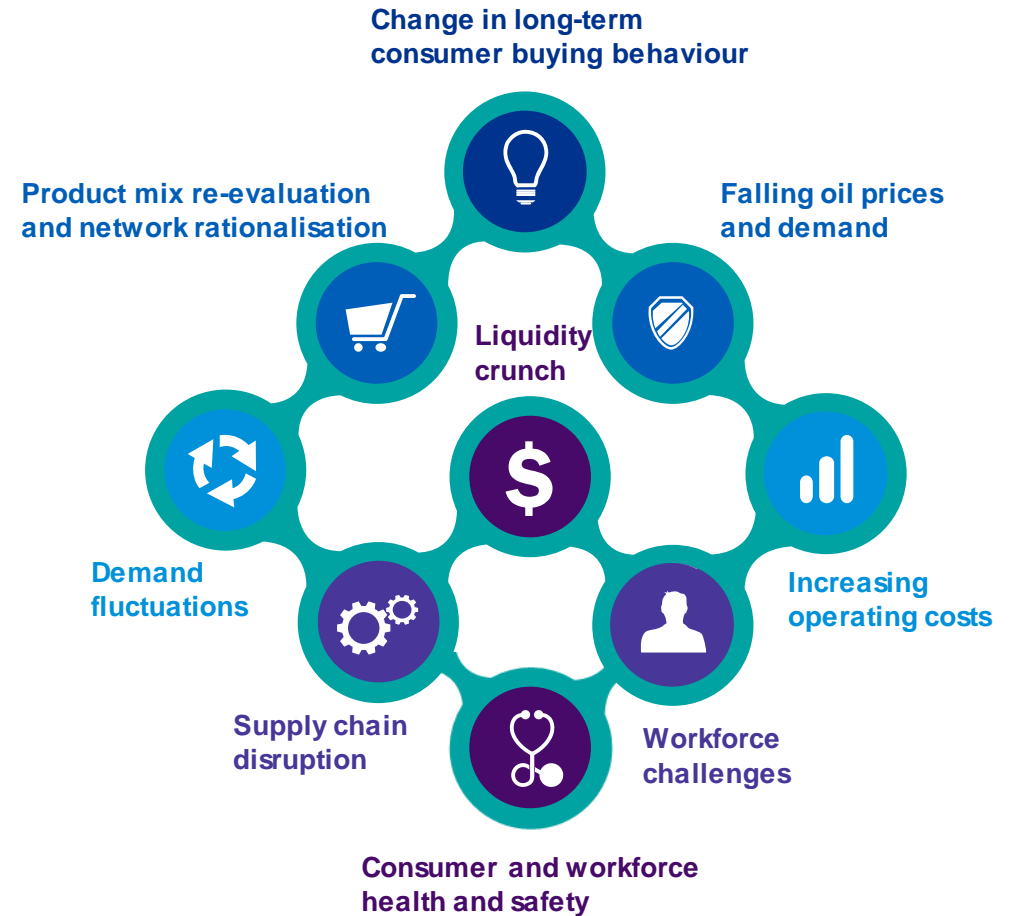 Change in long-term
consumer buying behaviour
Product mix re-evaluation
and network rationalisation
Falling oil prices
and demand
Liquidity
crunch
$
Demand
fluctuations
Increasing
operating costs
Supply chain
disruption
Workforce
challenges
Consumer and workforce
health and safety